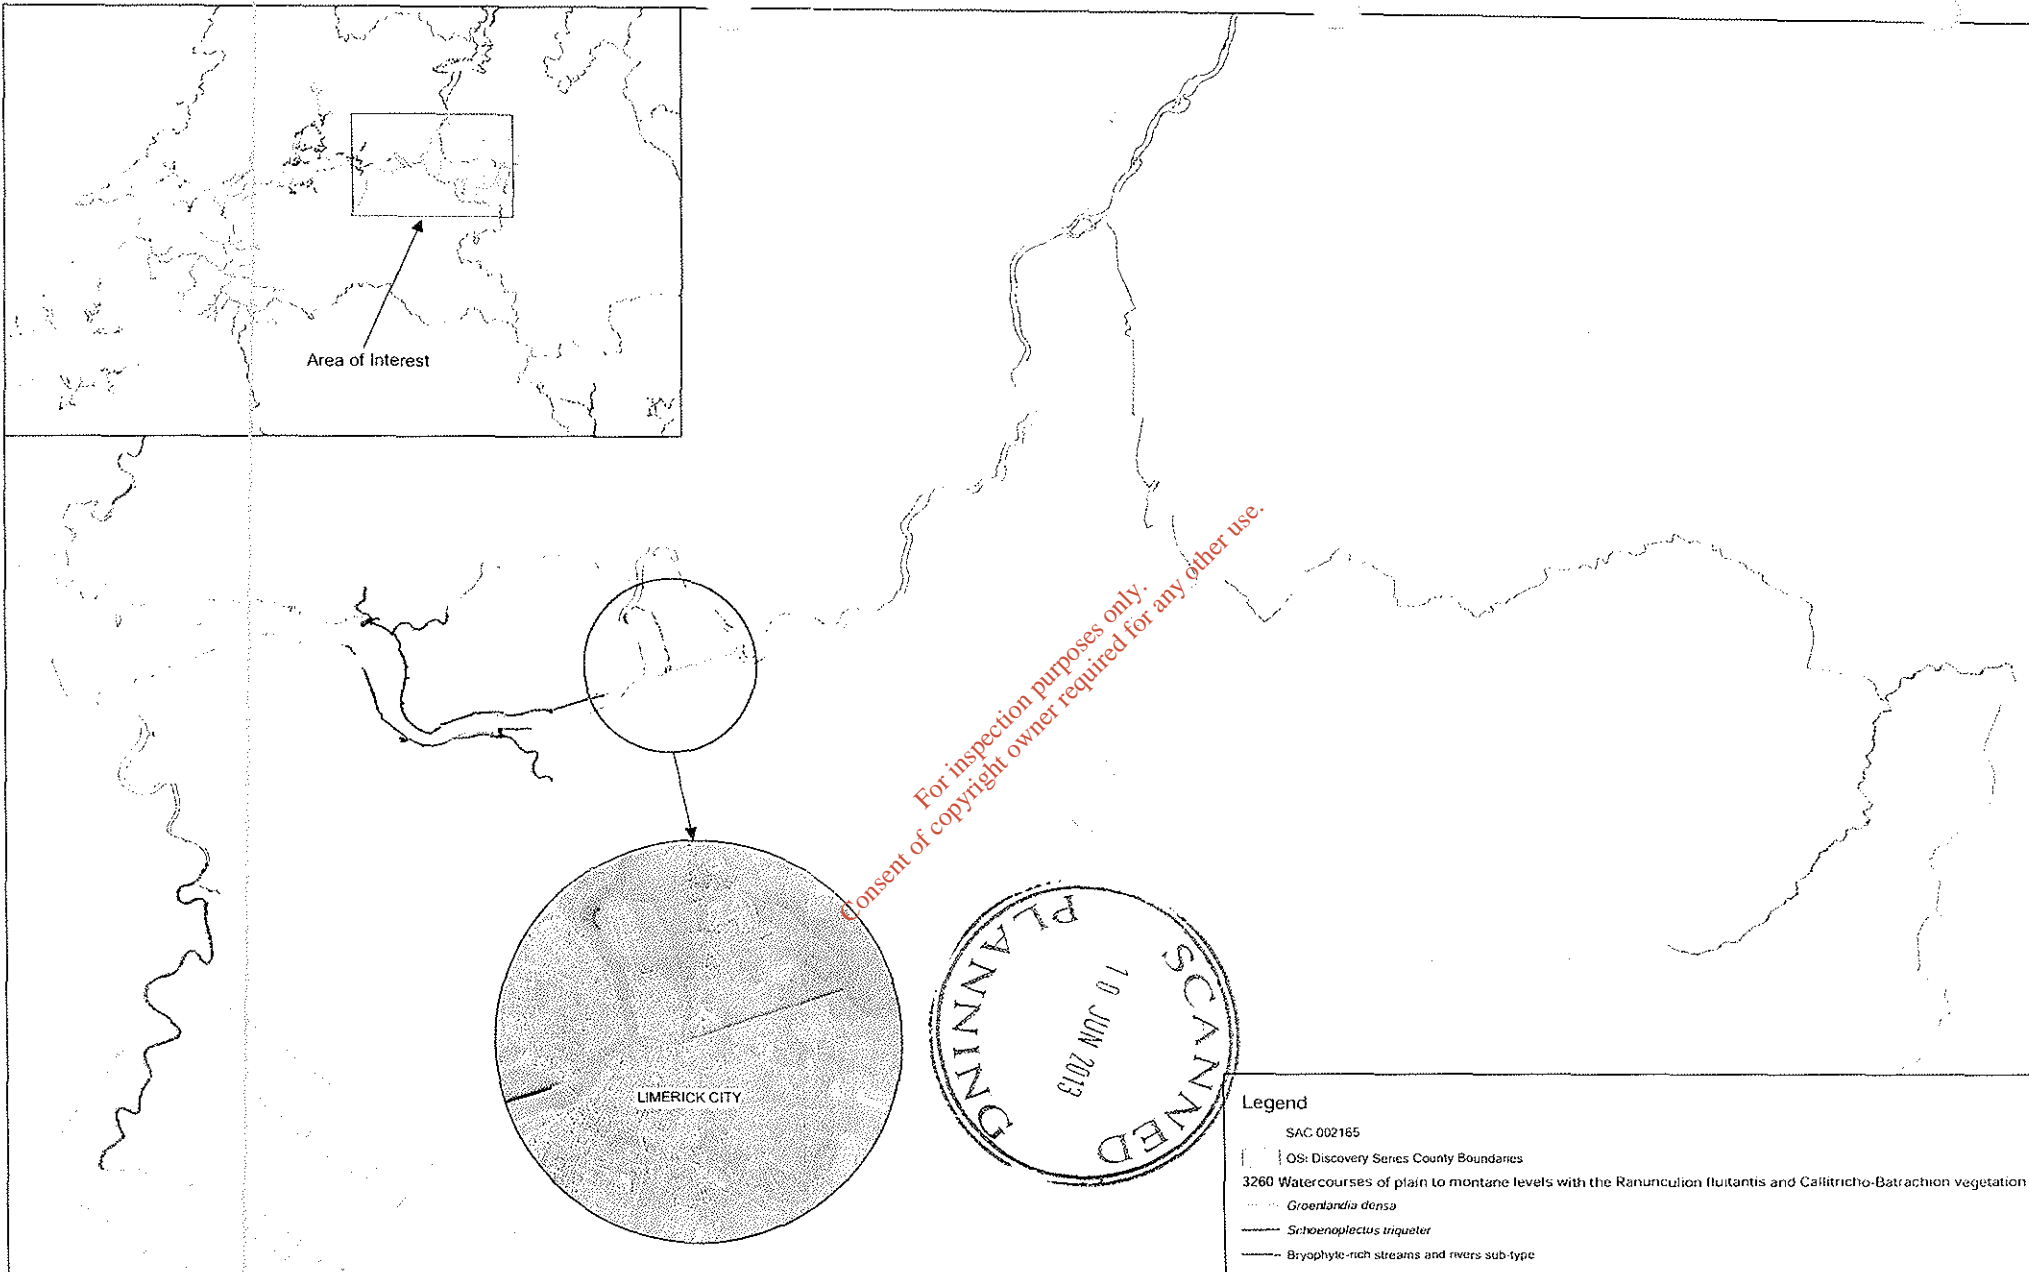 Area of Interest
For inspection purposes only.
Consent of copyright owner required for any other use.
LIMERICK CITY
PLANNING
SCANNED
10 JUN 2013
Legend
SAC 002165
OSi Discovery Series County Boundaries
3260 Watercourses of plain to montane levels with the Ranunculion fluitantis and Callitricho-Batrachion vegetation
Groenlandia densa
Schoenoplectus triqueter
Bryophyte-rich streams and rivers sub-type